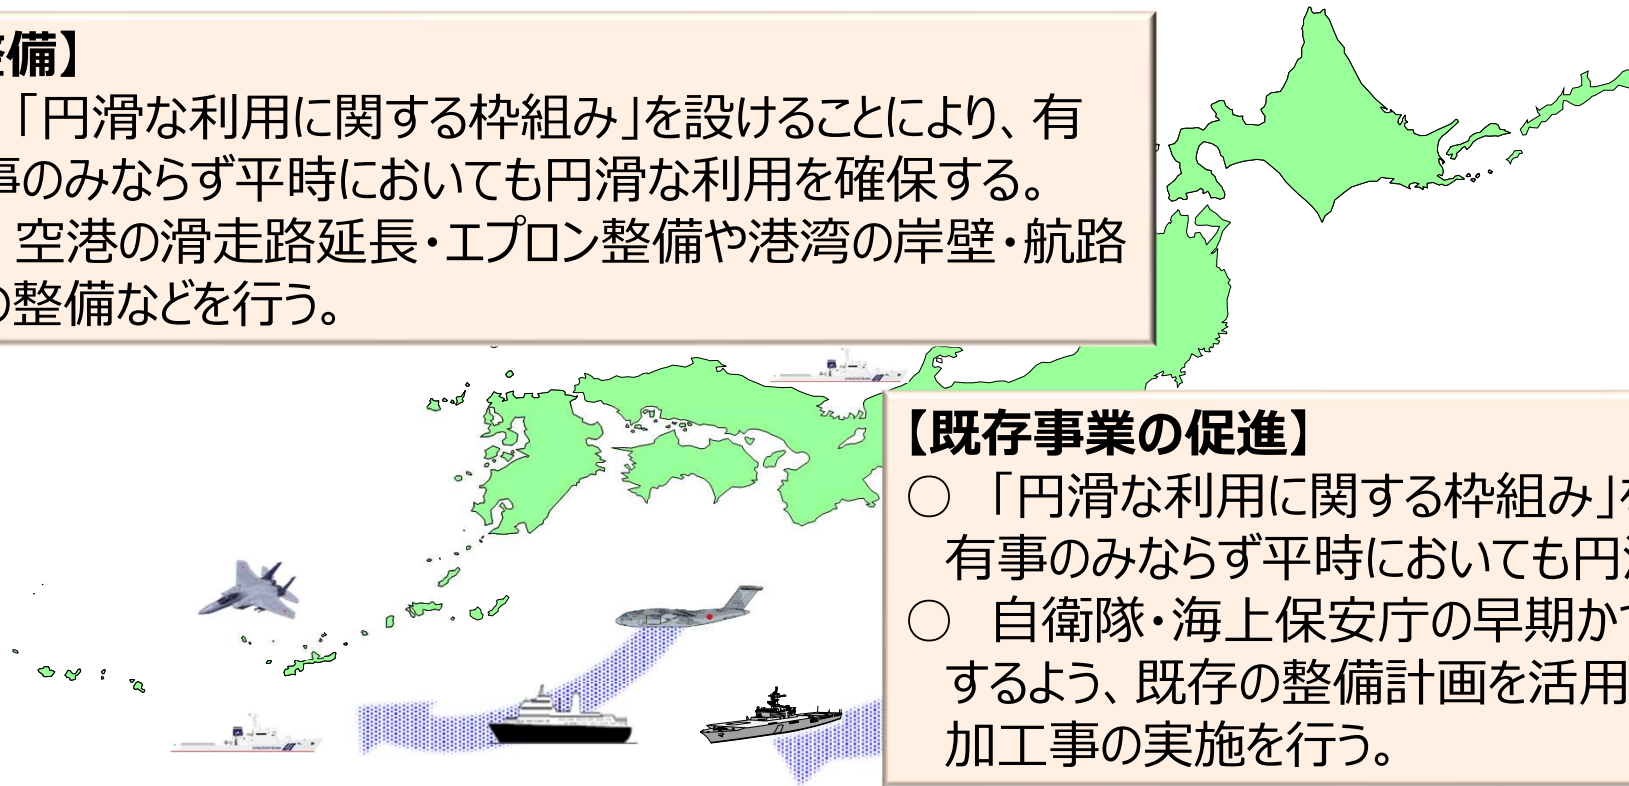 備】
「円滑な利用に関する枠組み」を設けることにより、有
事のみならず平時においても円滑な利用を確保する。
空港の滑走路延長・エプロン整備や港湾の岸壁・航路
の整備などを行う。
【既存事業の促進】
○ 「円滑な利用に関する枠組み」を
有事のみならず平時においても円滑
○ 自衛隊・海上保安庁の早期かつ
するよう、既存の整備計画を活用
加工事の実施を行う。